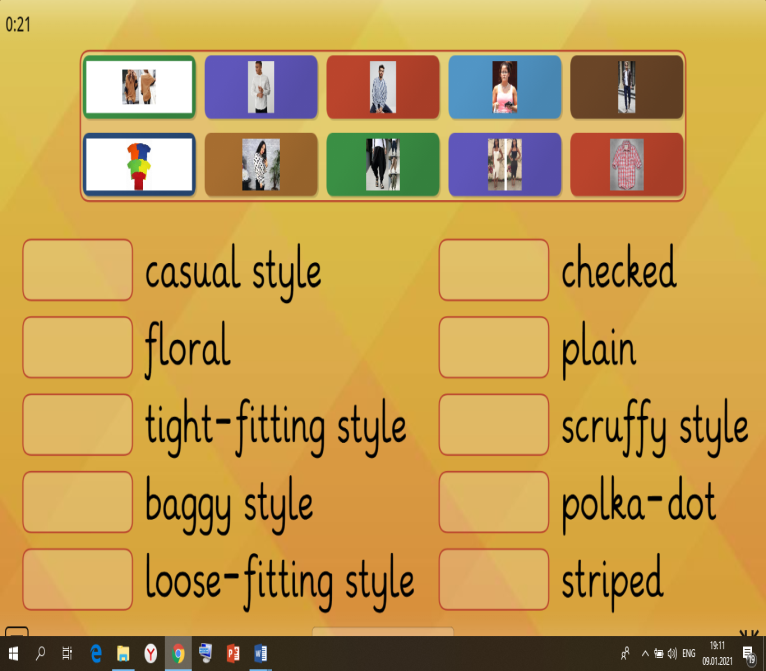 0:21
casual style
checked
floral
plain
tight-fitting style
scruffy style
baggy style
polka-dot
loose-fitting style
striped
ENG
19:11
09.01.2021
19